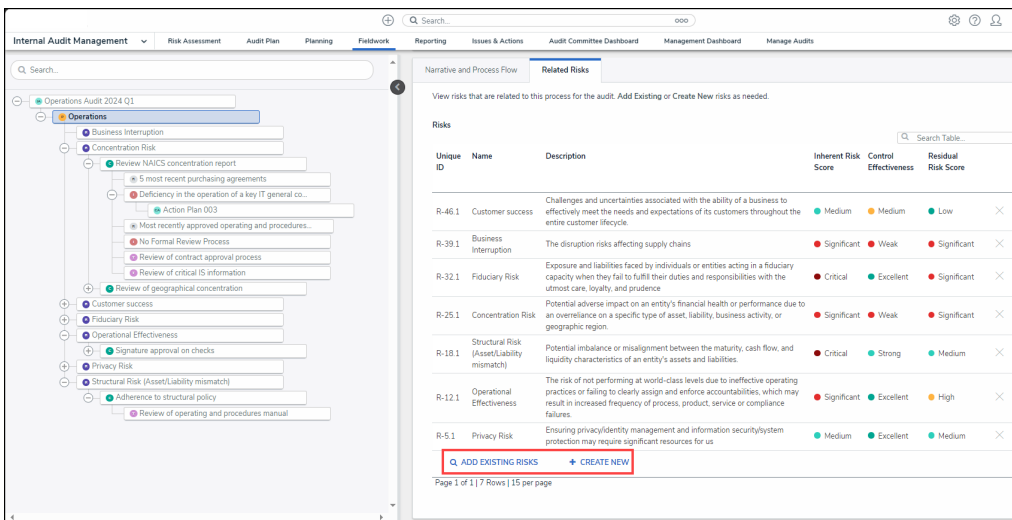 Search...
Internal Audit Management
Risk Assessment
Audit Plan
Planning
Fieldwork
Reporting
Issues & Actions
Audit Committee Dashboard
Management Dashboard
Manage Audits
Search...
Operations Audit 2024 Q1
Operations
Business Interruption
Concentration Risk
Review NAICS concentration report
5 most recent purchasing agreements
Deficiency in the operation of a key IT general co...
Action Plan 003
Most recently approved operating and procedures...
No Formal Review Process
Review of contract approval process
Review of critical IS information
Review of geographical concentration
Customer success
Fiduciary Risk
Operational Effectiveness
Signature approval on checks
Privacy Risk
Structural Risk (Asset/Liability mismatch)
Adherence to structural policy
Review of operating and procedures manual
Narrative and Process Flow
Related Risks
View risks that are related to this process for the audit. Add Existing or Create New risks as needed.
Risks
Search Table...
Unique ID Name Description Inherent Risk Score Control Effectiveness Residual Risk Score
R-46.1 Customer success
Challenges and uncertainties associated with the ability of a business to
effectively meet the needs and expectations of its customers throughout the
entire customer lifecycle.
Medium Medium Low
R-39.1 Business Interruption
The disruption risks affecting supply chains
Significant Weak Significant
R-32.1 Fiduciary Risk
Exposure and liabilities faced by individuals or entities acting in a fiduciary
capacity when they fail to fulfill their duties and responsibilities with the
utmost care, loyalty, and prudence
Critical Excellent Significant
R-25.1 Concentration Risk
Potential adverse impact on an entity's financial health or performance due to
an overreliance on a specific type of asset, liability, business activity, or
geographic region.
Significant Weak Significant
R-18.1 Structural Risk (Asset/Liability mismatch)
Potential imbalance or misalignment between the maturity, cash flow, and
liquidity characteristics of an entity's assets and liabilities.
Critical Strong Medium
R-12.1 Operational Effectiveness
The risk of not performing at world-class levels due to ineffective operating
practices or failing to clearly assign and enforce accountabilities, which may
result in increased frequency of process, product, service or compliance
failures.
Significant Excellent High
R-5.1 Privacy Risk
Ensuring privacy/identity management and information security/system
protection may require significant resources for us
Medium Excellent Medium
ADD EXISTING RISKS
+ CREATE NEW
Page 1 of 1 | 7 Rows | 15 per page